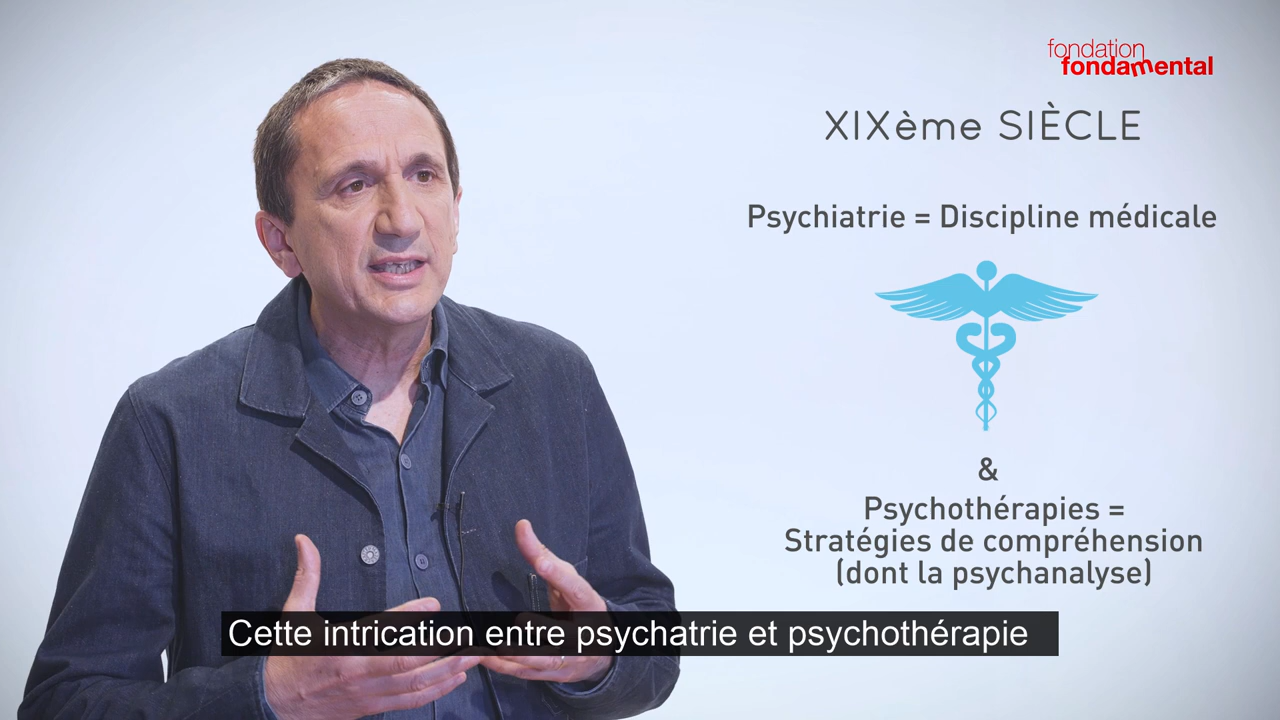 fondation
fondamental
XIXème SIÈCLE
Psychiatrie = Discipline médicale
&
Psychothérapies =
Stratégies de compréhension
(dont la psychanalyse)
Cette intrication entre psychatrie et psychothérapie